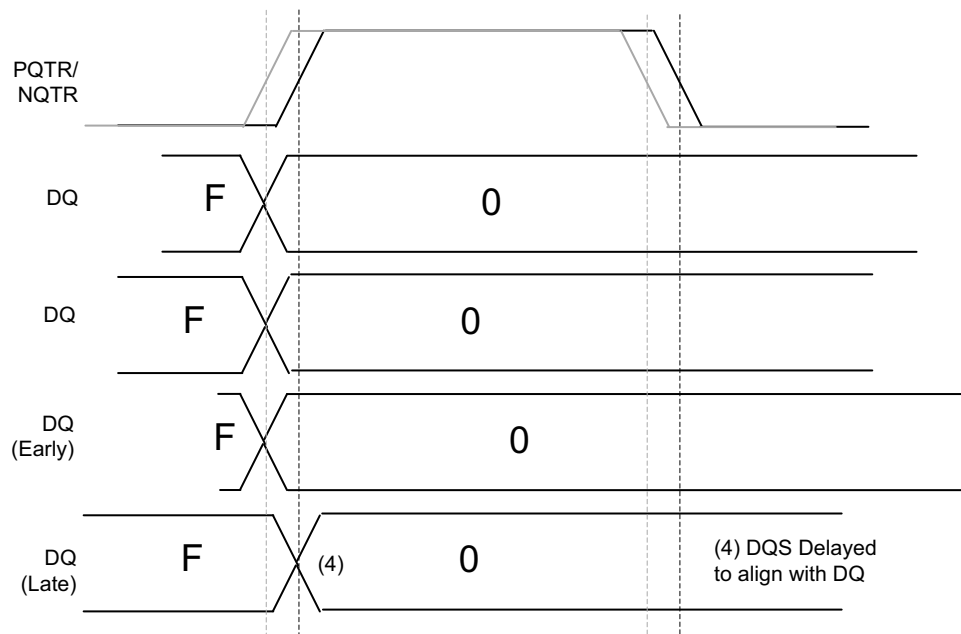 PQTR/
NQTR
DQ
F
0
DQ
F
0
DQ
(Early)
F
0
DQ
(Late)
F
(4)
0
(4) DQS Delayed
to align with DQ